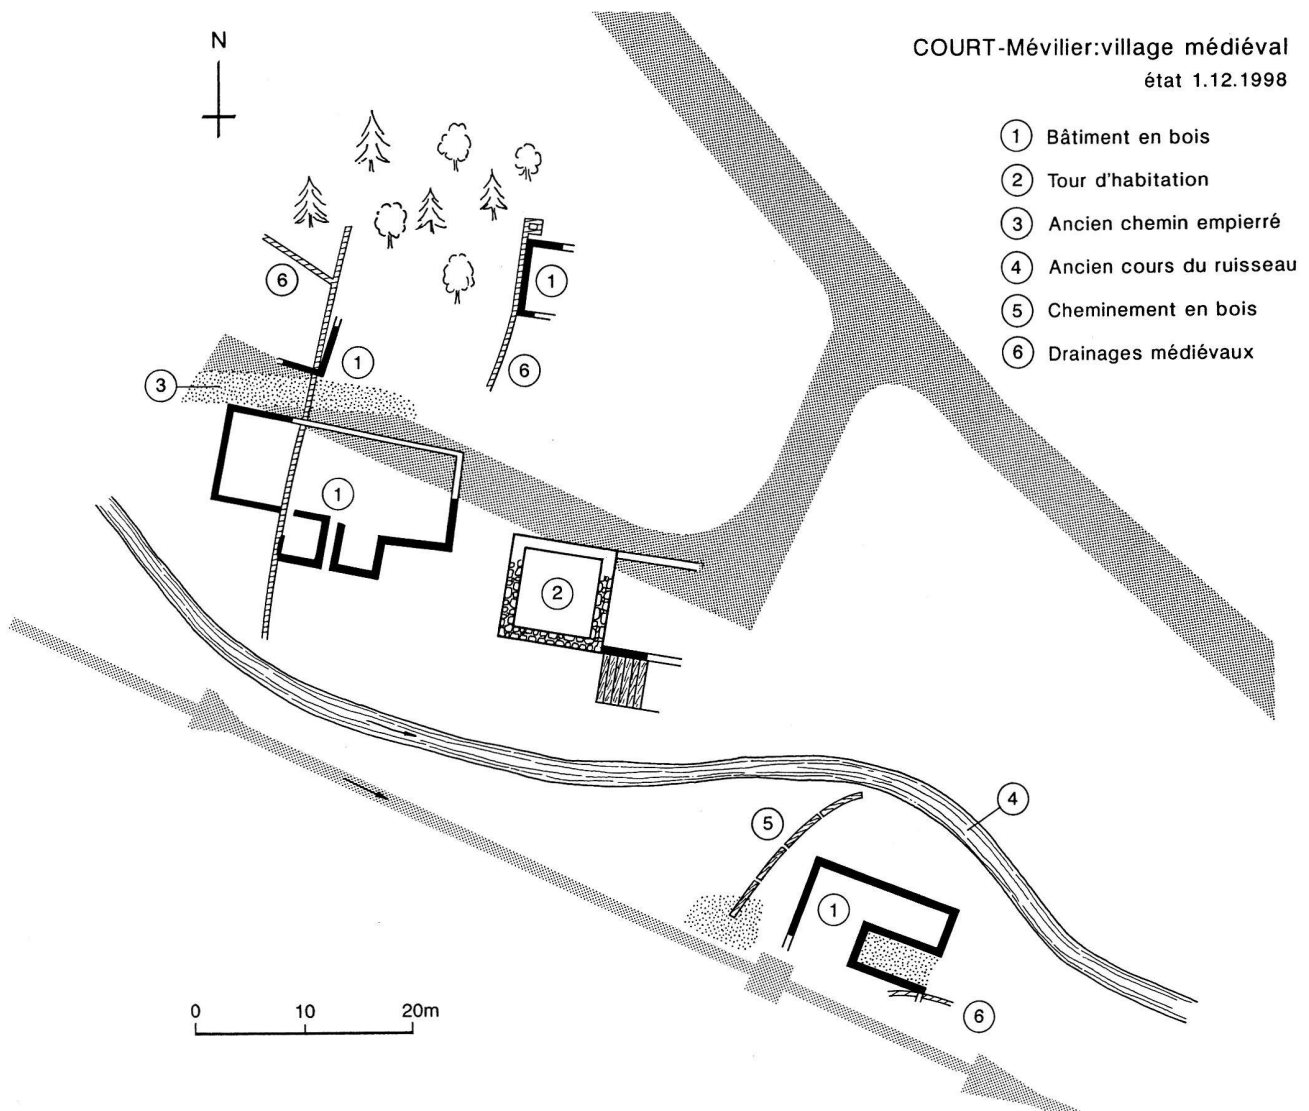 COURT-Mévilier:village médiéval
état 1.12.1998
N
1 Bâtiment en bois
2 Tour d'habitation
3 Ancien chemin empierré
4 Ancien cours du ruisseau
5 Cheminement en bois
6 Drainages médiévaux
6
1
1
3
6
1
2
4
5
1
6
0 10 20m